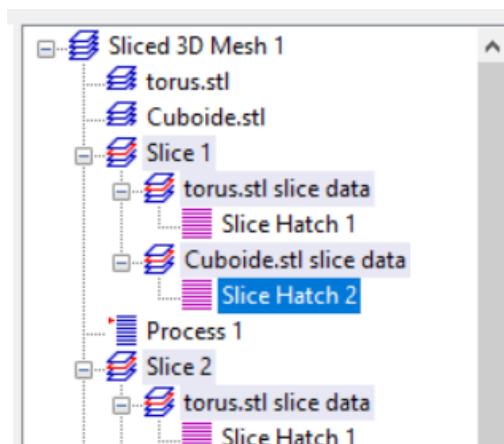 Sliced 3D Mesh 1
torus.stl
Cuboide.stl
Slice 1
torus.stl slice data
Slice Hatch 1
Cuboide.stl slice data
Slice Hatch 2
Process 1
Slice 2
torus.stl slice data
Slice Hatch 1